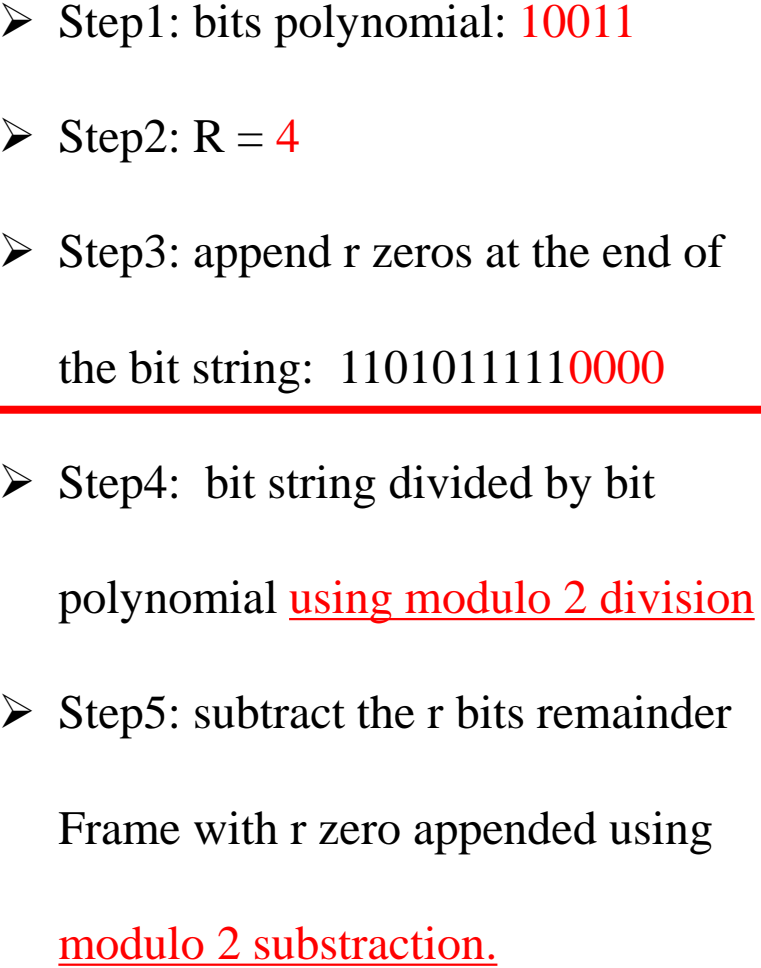 ➢ Step1: bits polynomial: 10011
➢ Step2: R = 4
➢ Step3: append r zeros at the end of
the bit string: 11010111110000
➢ Step4: bit string divided by bit
polynomial using modulo 2 division
➢ Step5: subtract the r bits remainder
Frame with r zero appended using
modulo 2 substraction.